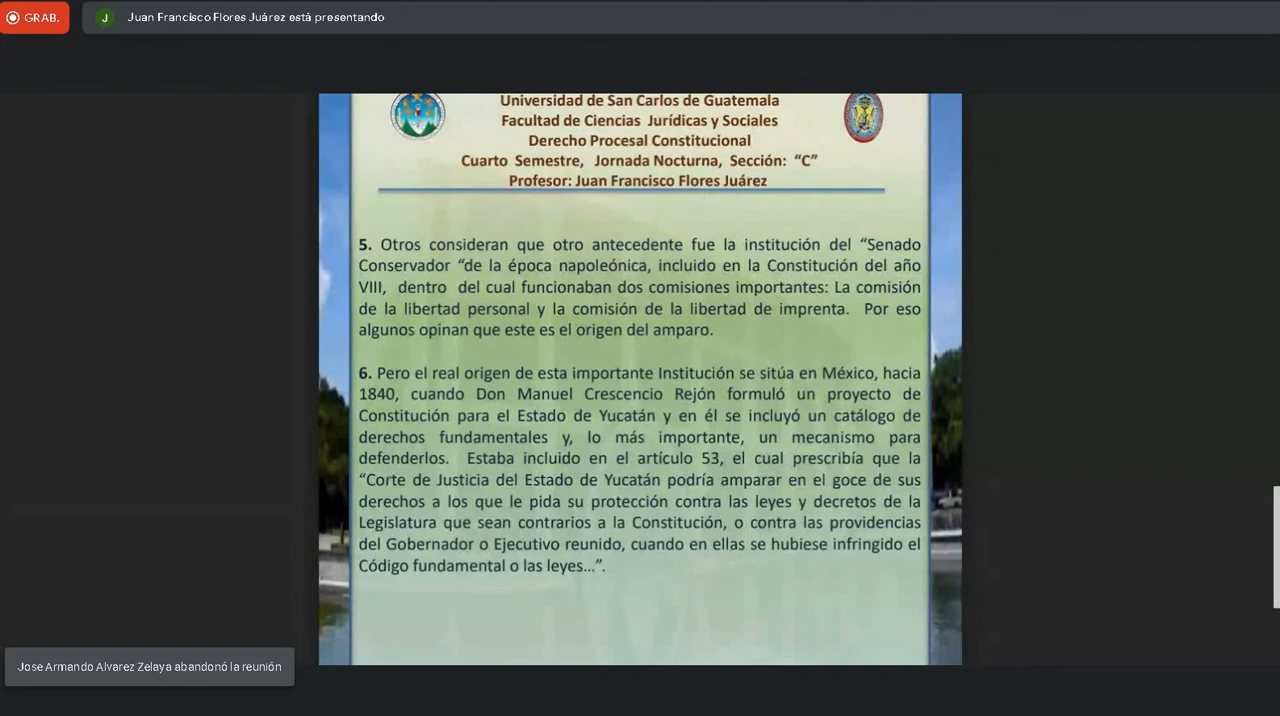 GRAB.
J
Juan Francisco Flores Juárez está presentando
Universidad de San Carlos de Guatemala
Facultad de Ciencias Jurídicas y Sociales
Derecho Procesal Constitucional
Cuarto Semestre, Jornada Nocturna, Sección: “C”
Profesor: Juan Francisco Flores Juárez
5. Otros consideran que otro antecedente fue la institución del “Senado
Conservador “de la época napoleónica, incluido en la Constitución del año
VIII, dentro del cual funcionaban dos comisiones importantes: La comisión
de la libertad personal y la comisión de la libertad de imprenta. Por eso
algunos opinan que este es el origen del amparo.
6. Pero el real origen de esta importante Institución se sitúa en México, hacia
1840, cuando Don Manuel Crescencio Rejón formuló un proyecto de
Constitución para el Estado de Yucatán y en él se incluyó un catálogo de
derechos fundamentales y, lo más importante, un mecanismo para
defenderlos. Estaba incluido en el artículo 53, el cual prescribía que la
“Corte de Justicia del Estado de Yucatán podría amparar en el goce de sus
derechos a los que le pida su protección contra las leyes y decretos de la
Legislatura que sean contrarios a la Constitución, o contra las providencias
del Gobernador o Ejecutivo reunido, cuando en ellas se hubiese infringido el
Código fundamental o las leyes…”.
Jose Armando Alvarez Zelaya abandonó la reunión